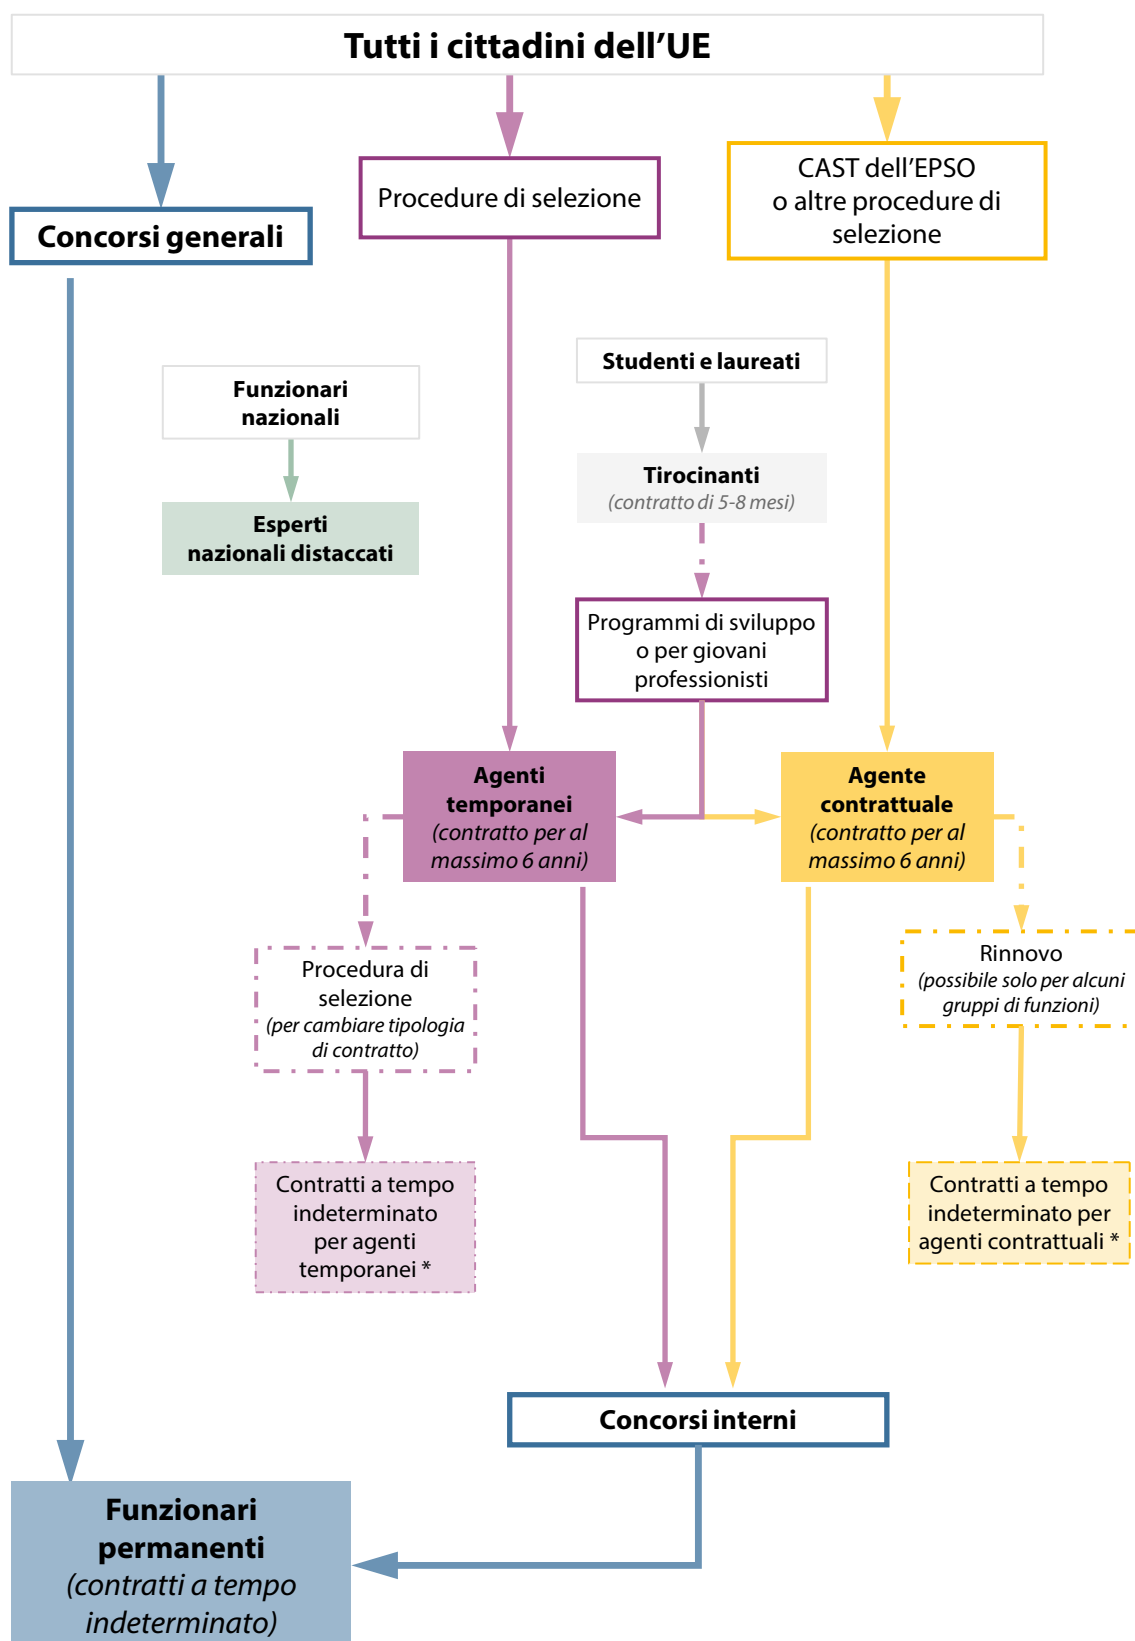 Tutti i cittadini dell’UE
Concorsi generali
Procedure di selezione
CAST dell’EPSO
o altre procedure di
selezione
Funzionari
nazionali
Esperti
nazionali distaccati
Studenti e laureati
Tirocinanti
(contratto di 5-8 mesi)
Programmi di sviluppo
o per giovani
professionisti
Agenti
temporanei
(contratto per al
massimo 6 anni)
Agente
contrattuale
(contratto per al
massimo 6 anni)
Procedura di
selezione
(per cambiare tipologia
di contratto)
Rinnovo
(possibile solo per alcuni
gruppi di funzioni)
Contratti a tempo
indeterminato
per agenti
temporanei *
Contratti a tempo
indeterminato per
agenti contrattuali *
Concorsi interni
Funzionari
permanenti
(contratti a tempo
indeterminato)